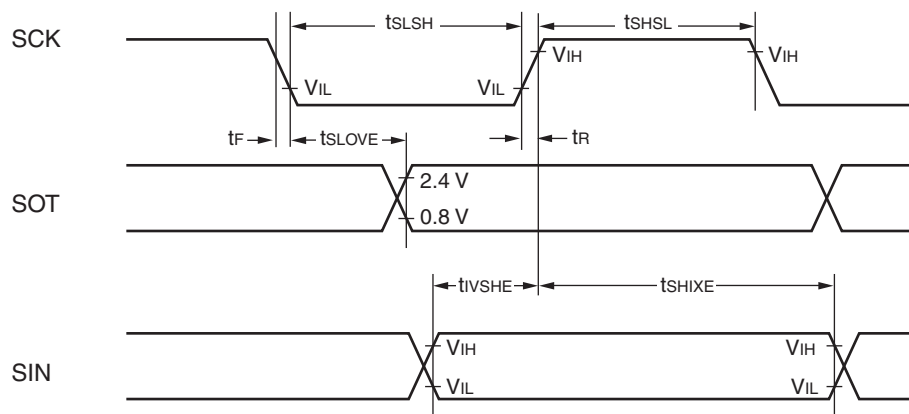 tSLSH
tSHSL
SCK
VIH
VIH
VIL
VIL
tF
tSLOVE
tR
SOT
2.4 V
0.8 V
tIVSHE
tSHIXE
SIN
VIH
VIH
VIL
VIL